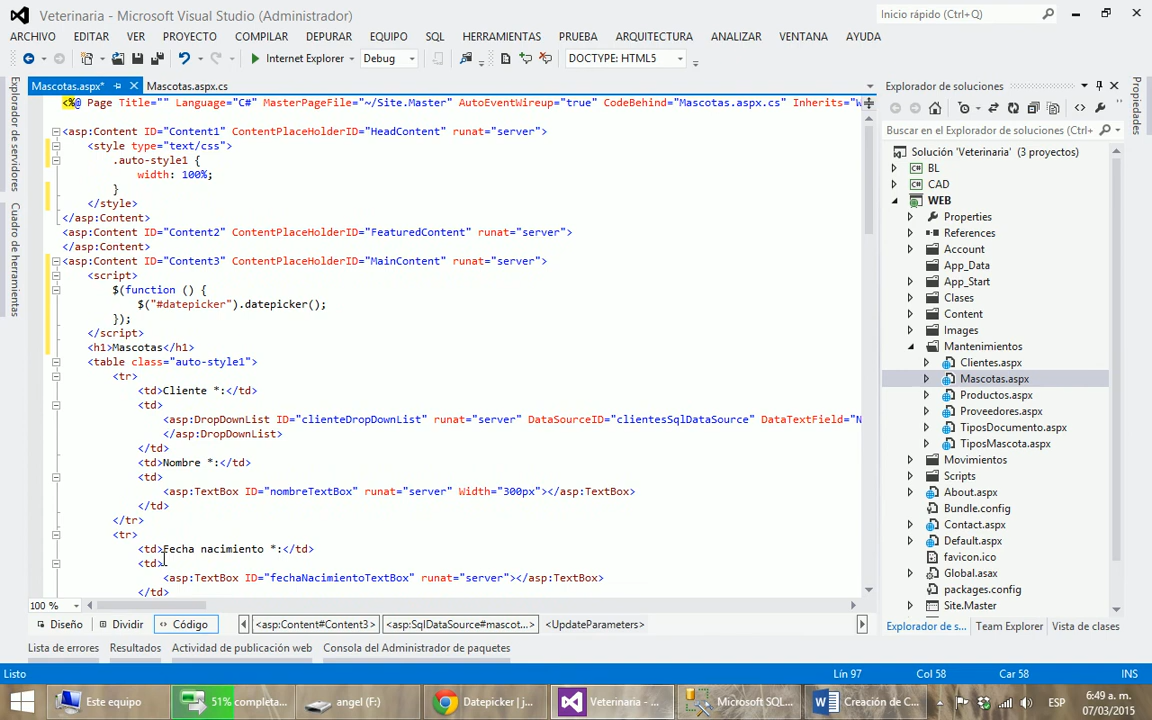 Veterinaria - Microsoft Visual Studio (Administrador)
Inicio rápido (Ctrl+Q)
ARCHIVO EDITAR VER PROYECTO COMPILAR DEPURAR EQUIPO SQL HERRAMIENTAS PRUEBA ARQUITECTURA ANALIZAR VENTANA AYUDA
Internet Explorer Debug DOCTYPE: HTML5
Mascotas.aspx* Mascotas.aspx.cs
<%@ Page Title="" Language="C#" MasterPageFile="~/Site.Master" AutoEventWireup="true" CodeBehind="Mascotas.aspx.cs" Inherits="W
<asp:Content ID="Content1" ContentPlaceHolderID="HeadContent" runat="server">
<style type="text/css">
.auto-style1 {
width: 100%;
}
</style>
</asp:Content>
<asp:Content ID="Content2" ContentPlaceHolderID="FeaturedContent" runat="server">
</asp:Content>
<asp:Content ID="Content3" ContentPlaceHolderID="MainContent" runat="server">
<script>
$(function () {
$("#datepicker").datepicker();
});
</script>
<h1>Mascotas</h1>
<table class="auto-style1">
<tr>
<td>Cliente *:</td>
<td>
<asp:DropDownList ID="clienteDropDownList" runat="server" DataSourceID="clientesSqlDataSource" DataTextField="N
</asp:DropDownList>
</td>
<td>Nombre *:</td>
<td>
<asp:TextBox ID="nombreTextBox" runat="server" Width="300px"></asp:TextBox>
</td>
</tr>
<tr>
<td>Fecha nacimiento *:</td>
<td>
<asp:TextBox ID="fechaNacimientoTextBox" runat="server"></asp:TextBox>
</td>
100 %
Diseño Dividir Código <asp:Content#Content3> <asp:SqlDataSource#mascot...> <UpdateParameters>
Lista de errores Resultados Actividad de publicación web Consola del Administrador de paquetes
Listo Lín 97 Col 58 Car 58 INS
Explorador de servidores
Cuadro de herramientas
Explorador de soluciones
Buscar en el Explorador de soluciones (Ctrl+
Solución 'Veterinaria' (3 proyectos)
BL
CAD
WEB
Properties
References
Account
App_Data
App_Start
Clases
Content
Images
Mantenimientos
Clientes.aspx
Mascotas.aspx
Productos.aspx
Proveedores.aspx
TiposDocumento.aspx
TiposMascota.aspx
Movimientos
Scripts
About.aspx
Bundle.config
Contact.aspx
Default.aspx
favicon.ico
Global.asax
packages.config
Site.Master
Explorador de s... Team Explorer Vista de clases
Propiedades
Este equipo 51% completa... angel (F:) Datepicker | j... Veterinaria - ... Microsoft SQL... Creación de C... ESP
6:49 a. m.
07/03/2015